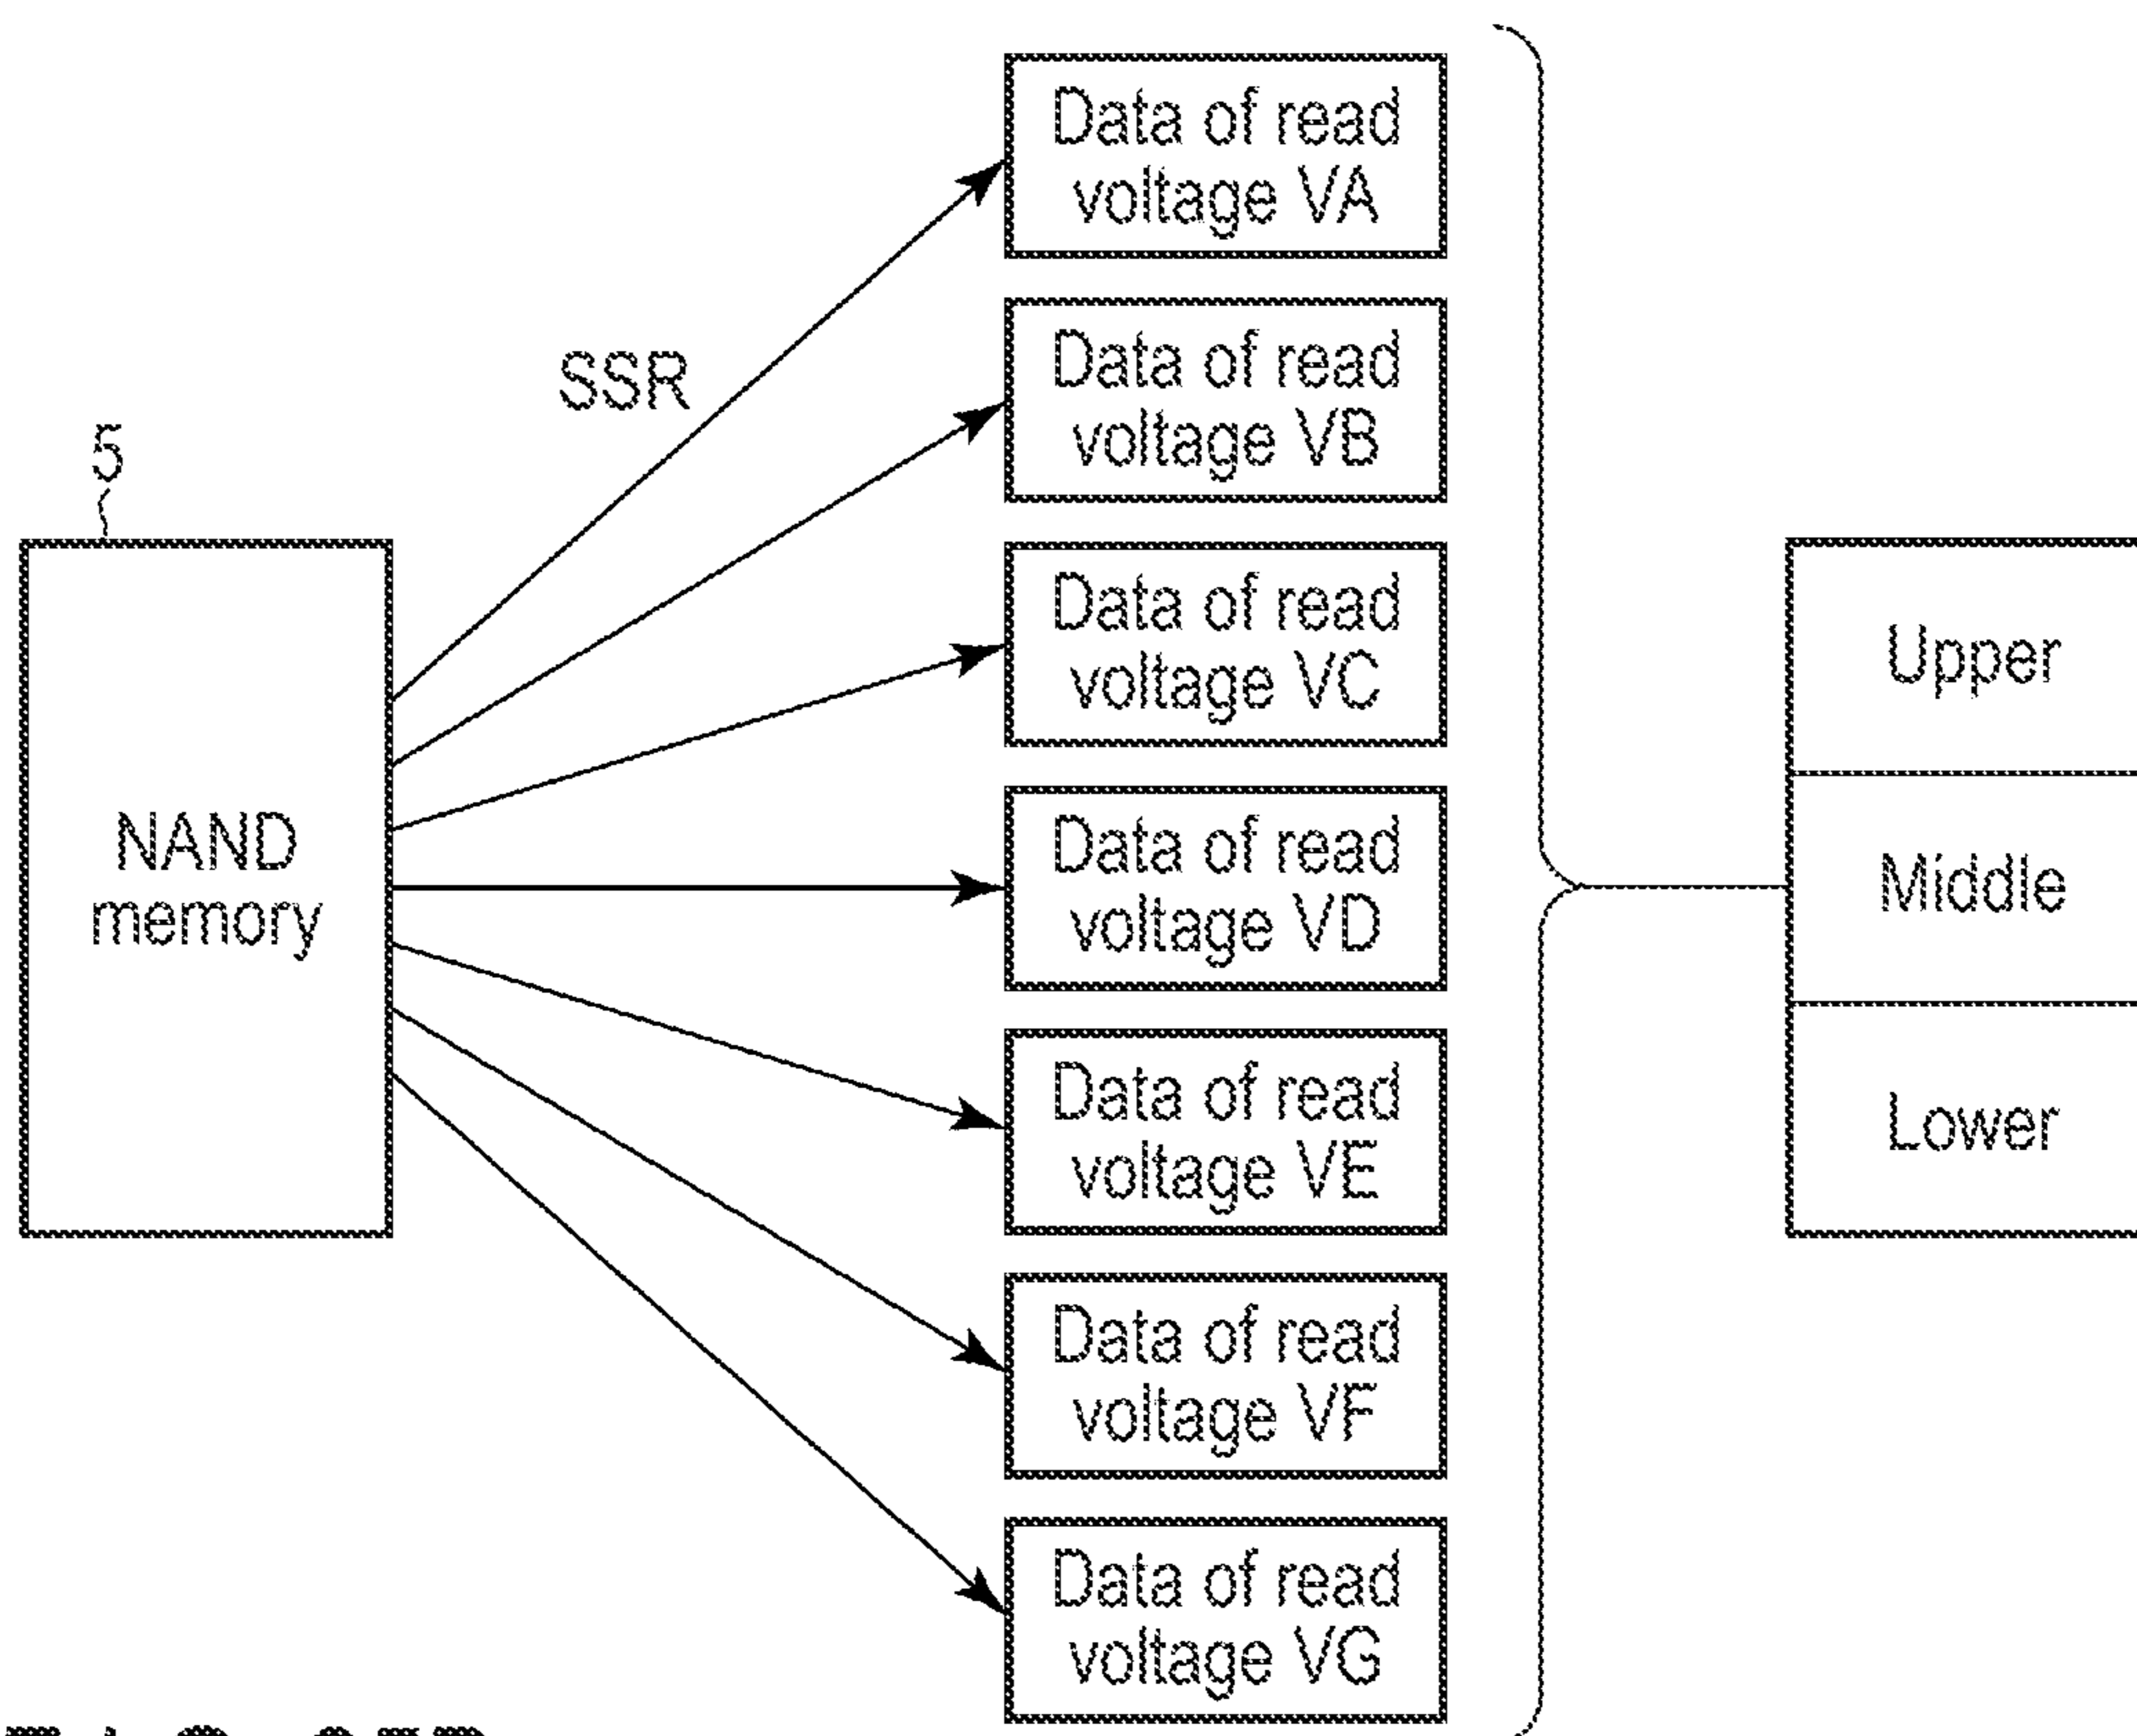 Data of read
voltage VA
SSR
Data of read
voltage VB
5
Data of read
voltage VC
Upper
NAND
memory
Data of read
voltage VD
Middle
Data of read
voltage VE
Lower
Data of read
voltage VF
Data of read
voltage VG